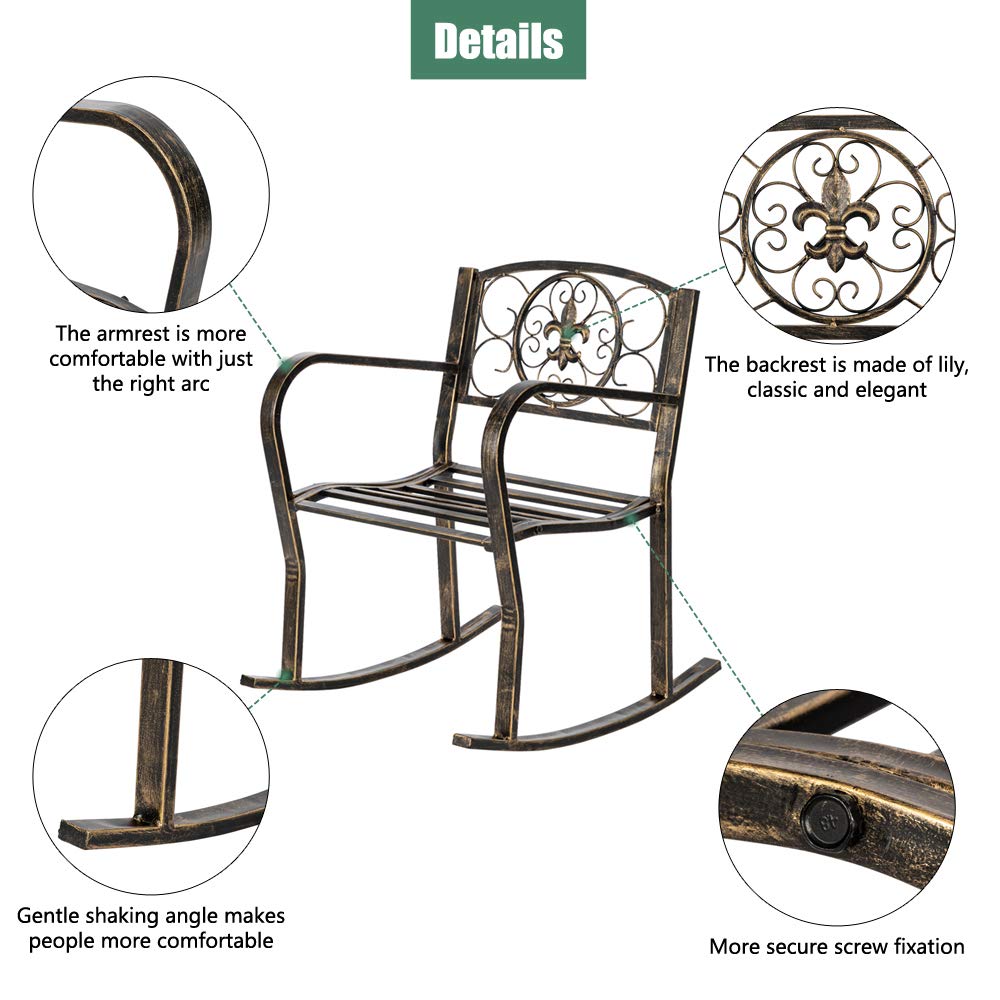 Details
The armrest is more
comfortable with just
the right arc
The backrest is made of lily,
classic and elegant
Gentle shaking angle makes
people more comfortable
More secure screw fixation